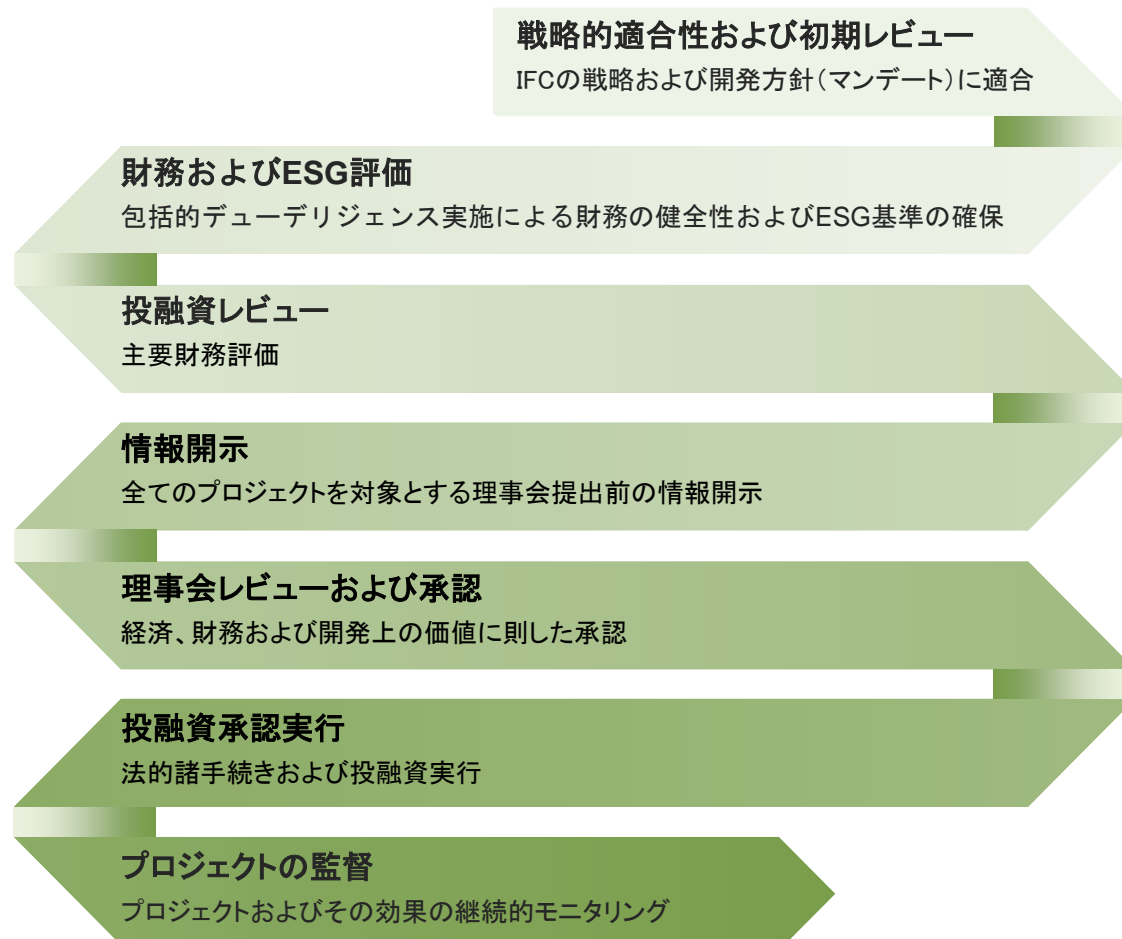 戦略的適合性および初期レビュー
IFCの戦略および開発方針（マンデート）に適合
財務およびESG評価
包括的デューデリジェンス実施による財務の健全性およびESG基準の確保
投融資レビュー
主要財務評価
情報開示
全てのプロジェクトを対象とする理事会提出前の情報開示
理事会レビューおよび承認
経済、財務および開発上の価値に則した承認
投融資承認実行
法的諸手続きおよび投融資実行
プロジェクトの監督
プロジェクトおよびその効果の継続的モニタリング